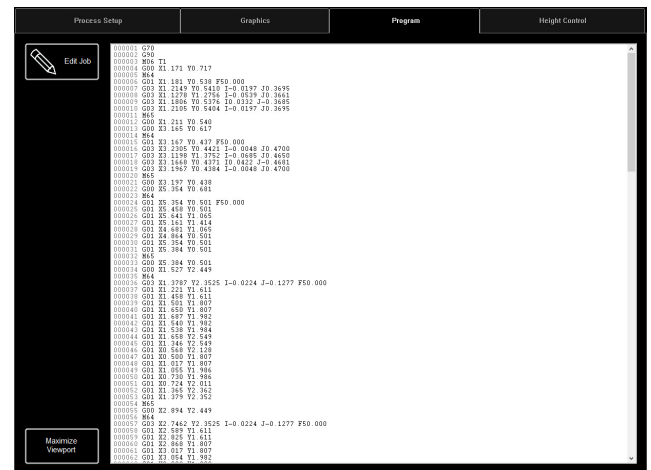 Process Setup
Graphics
Program
Height Control
Edit Job
000001 G70
000002 G90
000003 M06 T1
000004 G00 X1.171 Y0.717
000005 M64
000006 G01 X1.181 Y0.538 F50.000
000007 G03 X1.2149 Y0.5410 I-0.0197 J0.3695
000008 G03 X1.1278 Y1.2756 I-0.0539 J0.3661
000009 G03 X1.1806 Y0.5376 I0.0332 J-0.3685
000010 G03 X1.2105 Y0.5404 I-0.0197 J0.3695
000011 M65
000012 G00 X1.211 Y0.540
000013 G00 X3.165 Y0.617
000014 M64
000015 G01 X3.167 Y0.437 F50.000
000016 G03 X3.2305 Y0.4421 I-0.0048 J0.4700
000017 G03 X3.1198 Y1.3752 I-0.0685 J0.4650
000018 G03 X3.1668 Y0.4371 I0.0422 J-0.4681
000019 G03 X3.1967 Y0.4384 I-0.0048 J0.4700
000020 M65
000021 G00 X3.197 Y0.438
000022 G00 X5.354 Y0.681
000023 M64
000024 G01 X5.354 Y0.501 F50.000
000025 G01 X5.458 Y0.501
000026 G01 X5.641 Y1.065
000027 G01 X5.161 Y1.414
000028 G01 X4.681 Y1.065
000029 G01 X4.864 Y0.501
000030 G01 X5.354 Y0.501
000031 G01 X5.384 Y0.501
000032 M65
000033 G00 X5.384 Y0.501
000034 G00 X1.527 Y2.449
000035 M64
000036 G03 X1.3787 Y2.3525 I-0.0224 J-0.1277 F50.000
000037 G01 X1.221 Y1.611
000038 G01 X1.458 Y1.611
000039 G01 X1.501 Y1.807
000040 G01 X1.650 Y1.807
000041 G01 X1.687 Y1.982
000042 G01 X1.540 Y1.982
000043 G01 X1.538 Y1.984
000044 G01 X1.658 Y2.549
000045 G01 X1.346 Y2.549
000046 G01 X0.568 Y2.128
000047 G01 X0.500 Y1.807
000048 G01 X1.017 Y1.807
000049 G01 X1.055 Y1.986
000050 G01 X0.730 Y1.986
000051 G01 X0.724 Y2.011
000052 G01 X1.365 Y2.362
000053 G01 X1.379 Y2.352
000054 M65
000055 G00 X2.894 Y2.449
000056 M64
000057 G03 X2.7462 Y2.3525 I-0.0224 J-0.1277 F50.000
000058 G01 X2.589 Y1.611
000059 G01 X2.825 Y1.611
000060 G01 X2.868 Y1.807
000061 G01 X3.017 Y1.807
000062 G01 X3.054 Y1.982
Maximize
Viewport